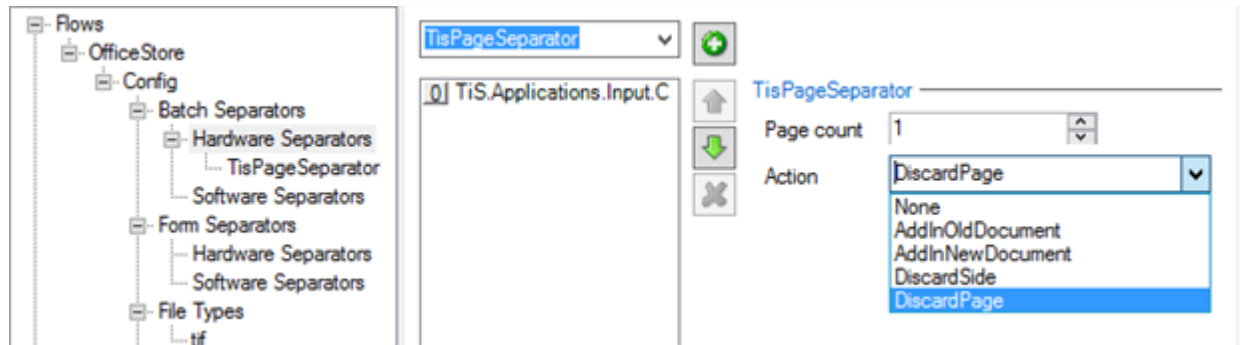 Flows
OfficeStore
Config
Batch Separators
Hardware Separators
TisPageSeparator
Software Separators
Form Separators
Hardware Separators
Software Separators
File Types
tif
TisPageSeparator
0 TiS.Applications.Input.C
TisPageSeparator
Page count 1
Action DiscardPage
None
AddInOldDocument
AddInNewDocument
DiscardSide
DiscardPage